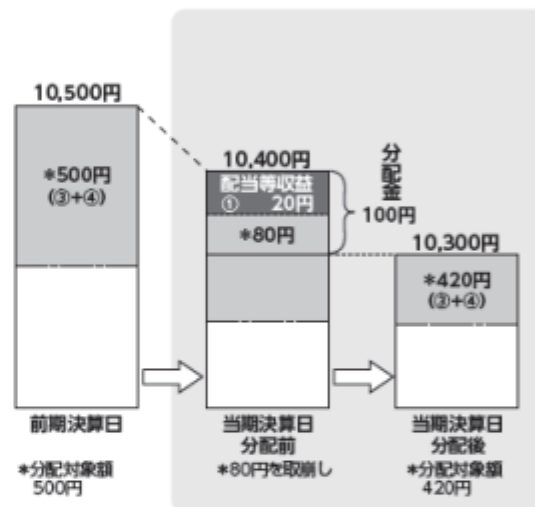 10,500円
*500円
(③+④)
前期決算日
*分配対象額
500円
10,400円
配当等収益
① 20円
*80円
分配金
100円
当期決算日
分配前
*80円を取崩し
10,300円
*420円
(③+④)
当期決算日
分配後
*分配対象額
420円